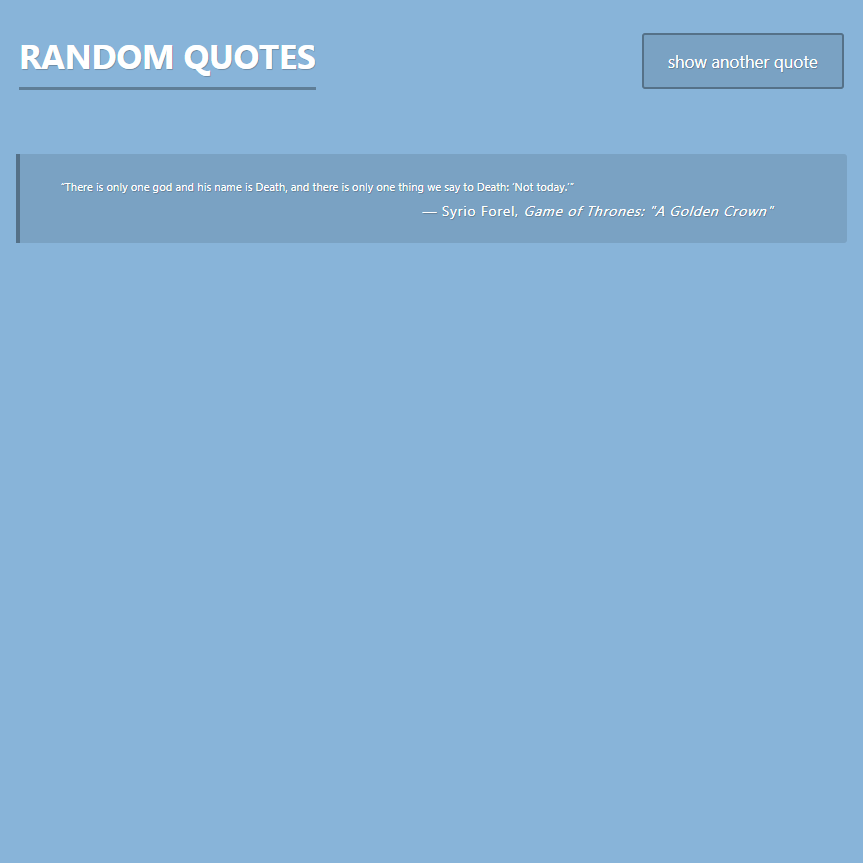 RANDOM QUOTES
show another quote
"There is only one god and his name is Death, and there is only one thing we say to Death: 'Not today.'"
— Syrio Forel, Game of Thrones: "A Golden Crown"